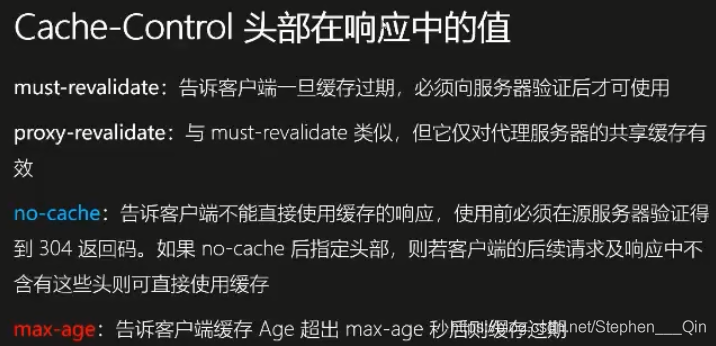 Cache-Control 头部在响应中的值
must-revalidate：告诉客户端一旦缓存过期，必须向服务器验证后才可使用
proxy-revalidate：与 must-revalidate 类似，但它仅对代理服务器的共享缓存有
效
no-cache：告诉客户端不能直接使用缓存的响应，使用前必须在源服务器验证得
到 304 返回码。如果 no-cache 后指定头部，则若客户端的后续请求及响应中不
含有这些头则可直接使用缓存
max-age：告诉客户端缓存 Age 超出 max-age 秒后则缓存过期
https://blog.csdn.net/Stephen___Qin